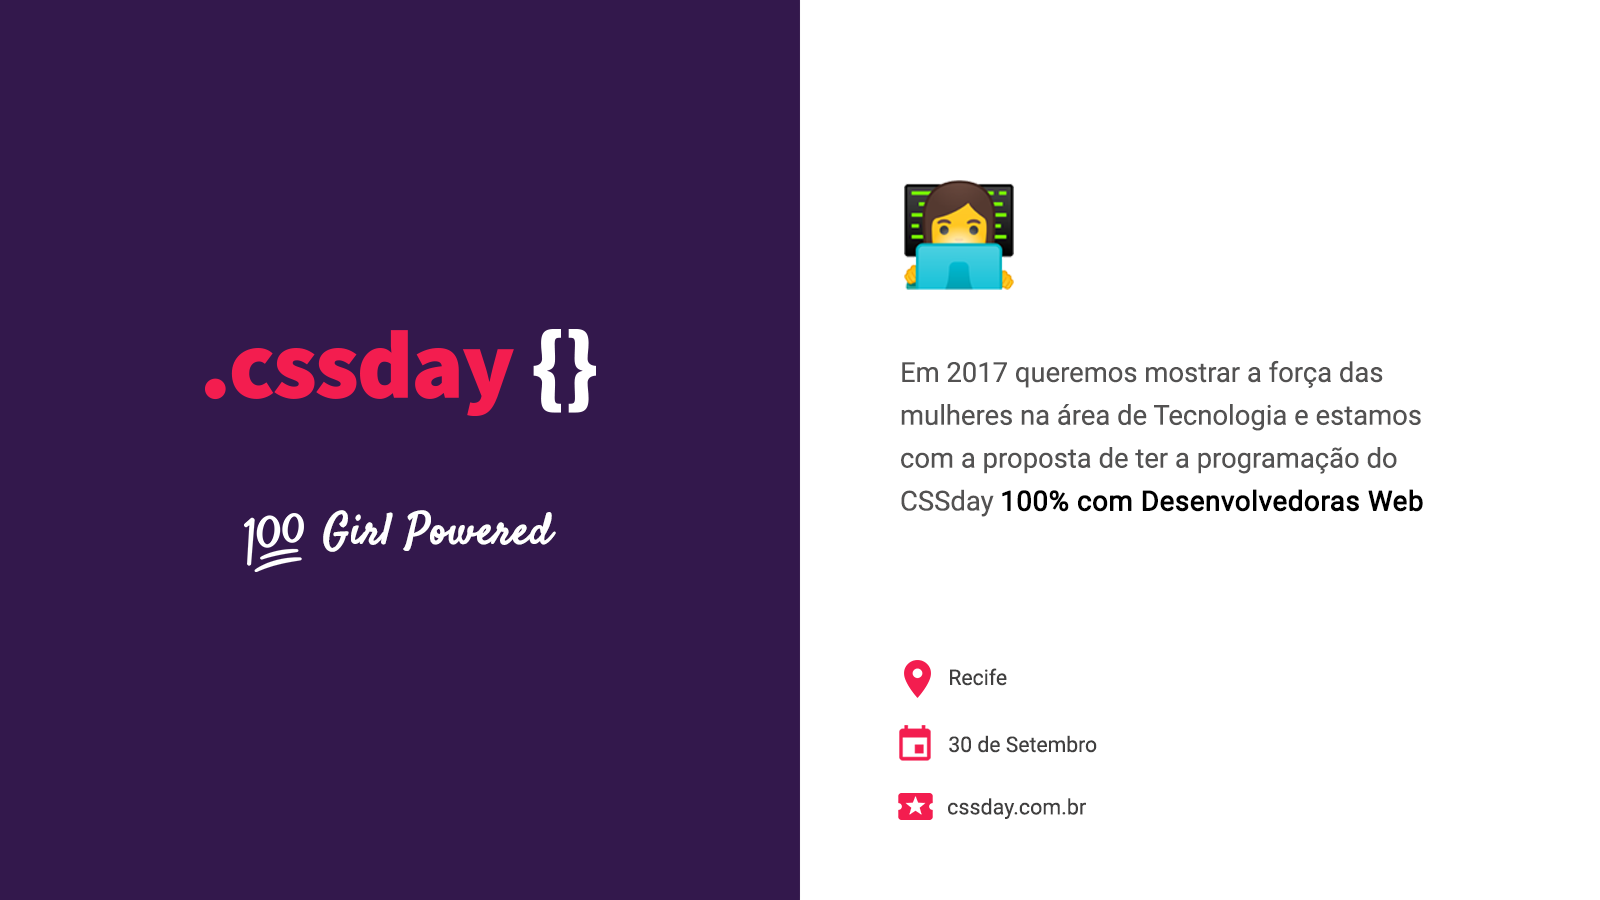 .cssday {}
100 Girl Powered
Em 2017 queremos mostrar a força das
mulheres na área de Tecnologia e estamos
com a proposta de ter a programação do
CSSday 100% com Desenvolvedoras Web
Recife
30 de Setembro
cssday.com.br